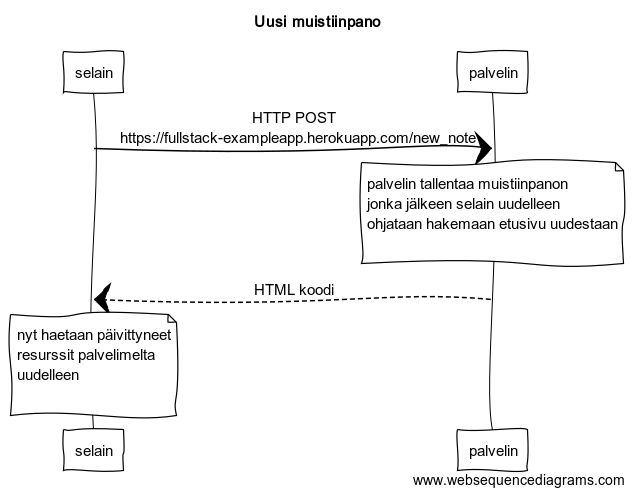 Uusi muistiinpano
selain
palvelin
HTTP POST
https://fullstack-exampleapp.herokuapp.com/new_note
palvelin tallentaa muistiinpanon
jonka jälkeen selain uudelleen
ohjataan hakemaan etusivu uudestaan
HTML koodi
nyt haetaan päivittyneet
resurssit palvelimelta
uudelleen
selain
palvelin
www.websequencediagrams.com